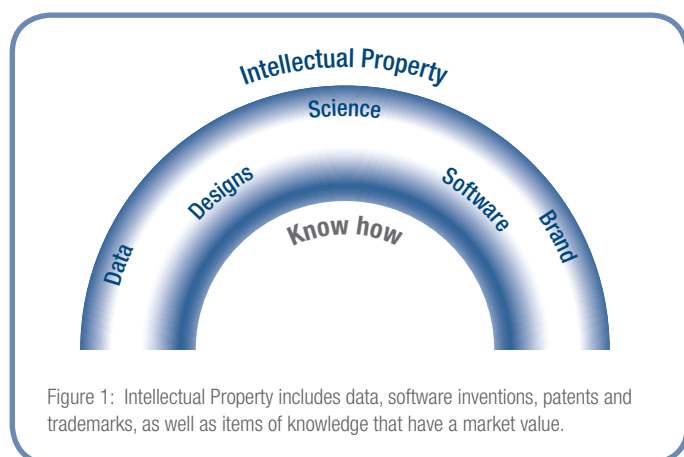 Intellectual Property
Science
Designs
Software
Data
Brand
Know how
Figure 1: Intellectual Property includes data, software inventions, patents and
trademarks, as well as items of knowledge that have a market value.